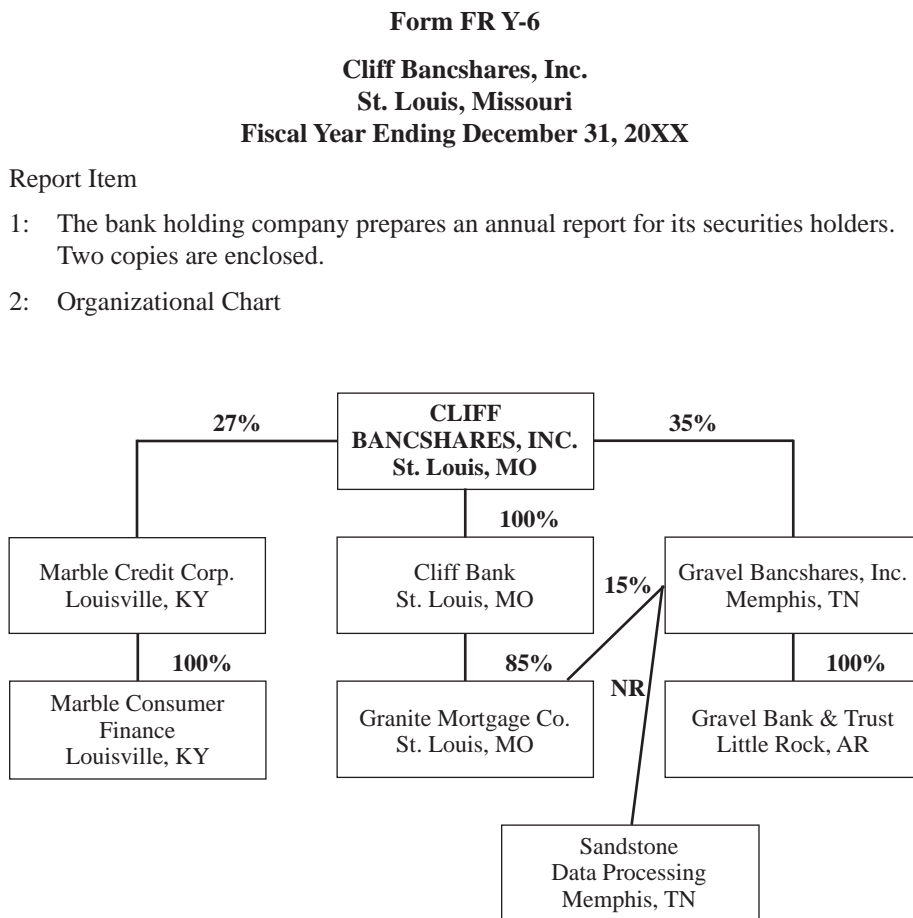 Form FR Y-6
Cliff Bancshares, Inc.
St. Louis, Missouri
Fiscal Year Ending December 31, 20XX
Report Item
1: The bank holding company prepares an annual report for its securities holders.
Two copies are enclosed.
2: Organizational Chart
27%
CLIFF
BANCSHARES, INC.
St. Louis, MO
35%
100%
Marble Credit Corp.
Louisville, KY
Cliff Bank
St. Louis, MO
15%
Gravel Bancshares, Inc.
Memphis, TN
100%
85%
NR
100%
Marble Consumer
Finance
Louisville, KY
Granite Mortgage Co.
St. Louis, MO
Gravel Bank & Trust
Little Rock, AR
Sandstone
Data Processing
Memphis, TN